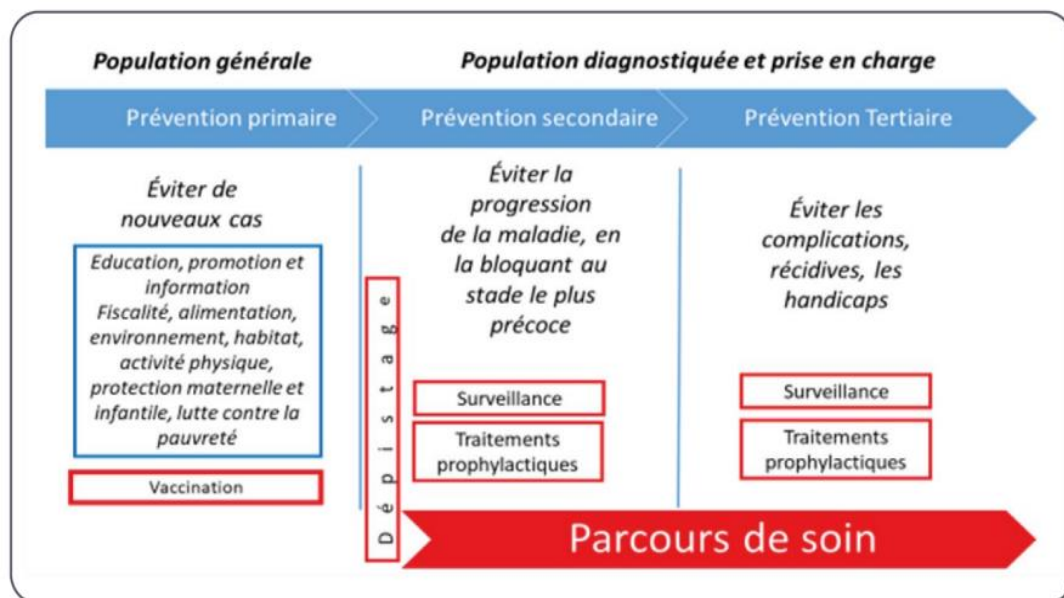 Population générale
Population diagnostiquée et prise en charge
Prévention primaire
Prévention secondaire
Prévention Tertiaire
Éviter de
nouveaux cas
Education, promotion et
information
Fiscalité, alimentation,
environnement, habitat,
activité physique,
protection maternelle et
infantile, lutte contre la
pauvreté
Vaccination
Dépistage
Éviter la
progression
de la maladie, en
la bloquant au
stade le plus
précoce
Surveillance
Traitements
prophylactiques
Éviter les
complications,
récidives, les
handicaps
Surveillance
Traitements
prophylactiques
Parcours de soin